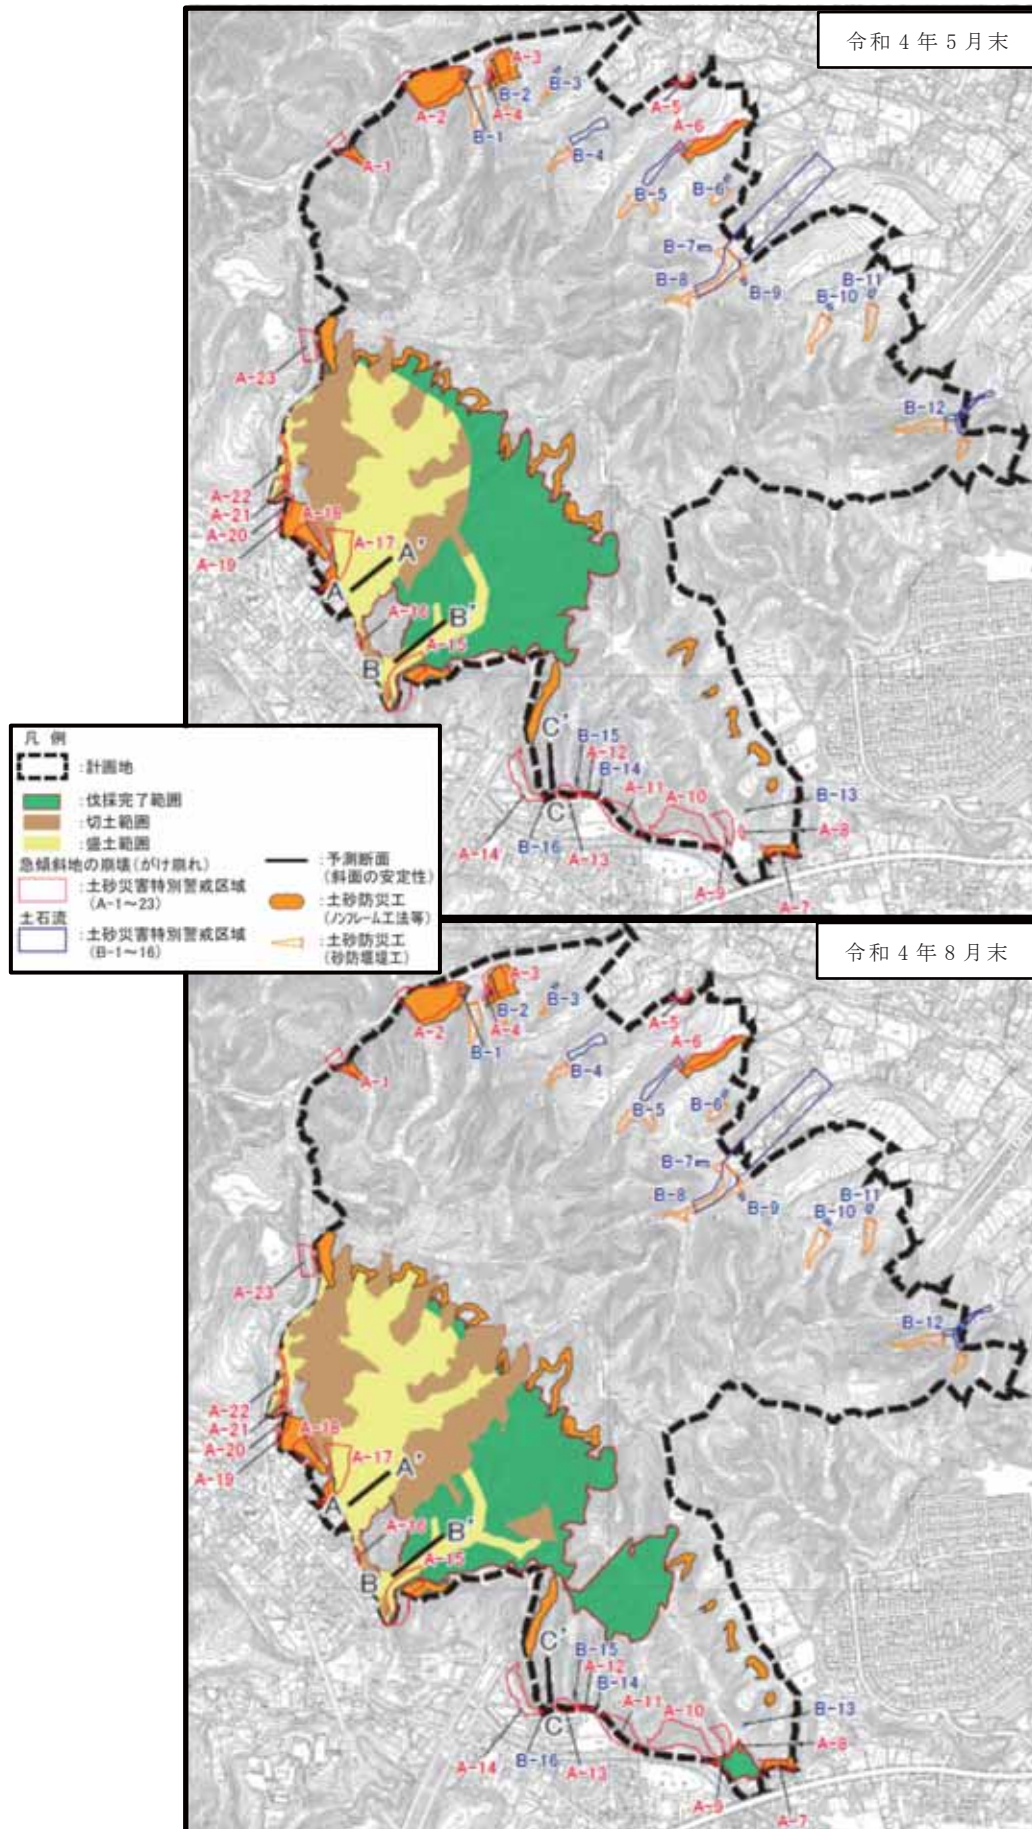 令和4年5月末
A-3
B-3
B-2
A-2
A-4
B-1
A-5
A-6
B-4
A-1
B-5
B-6
B-7
B-8
B-9
B-11
B-10
A-23
B-12
A-22
A-21
A-20
A-19
A-18
A-17
A'
A
A-16
B'
A-15
B
C'
B-15
A-12
B-14
A-11
A-10
B-13
C
A-14
B-16
A-13
A-8
A-9
A-7
凡例
:計画地
:伐採完了範囲
:切土範囲
:盛土範囲
急傾斜地の崩壊(がけ崩れ)
:土砂災害特別警戒区域
(A-1~23)
土石流
:土砂災害特別警戒区域
(B-1~16)
:予測断面
(斜面の安定性)
:土砂防災工
(ノンフレーム工法等)
:土砂防災工
(砂防堰堤工)
令和4年8月末
A-3
B-3
B-2
A-2
A-4
B-1
A-5
A-6
B-4
A-1
B-5
B-6
B-7
B-8
B-9
B-11
B-10
A-23
B-12
A-22
A-21
A-20
A-19
A-18
A-17
A'
A
A-16
B'
A-15
B
C'
B-15
A-12
B-14
A-11
A-10
B-13
C
A-14
B-16
A-13
A-8
A-9
A-7